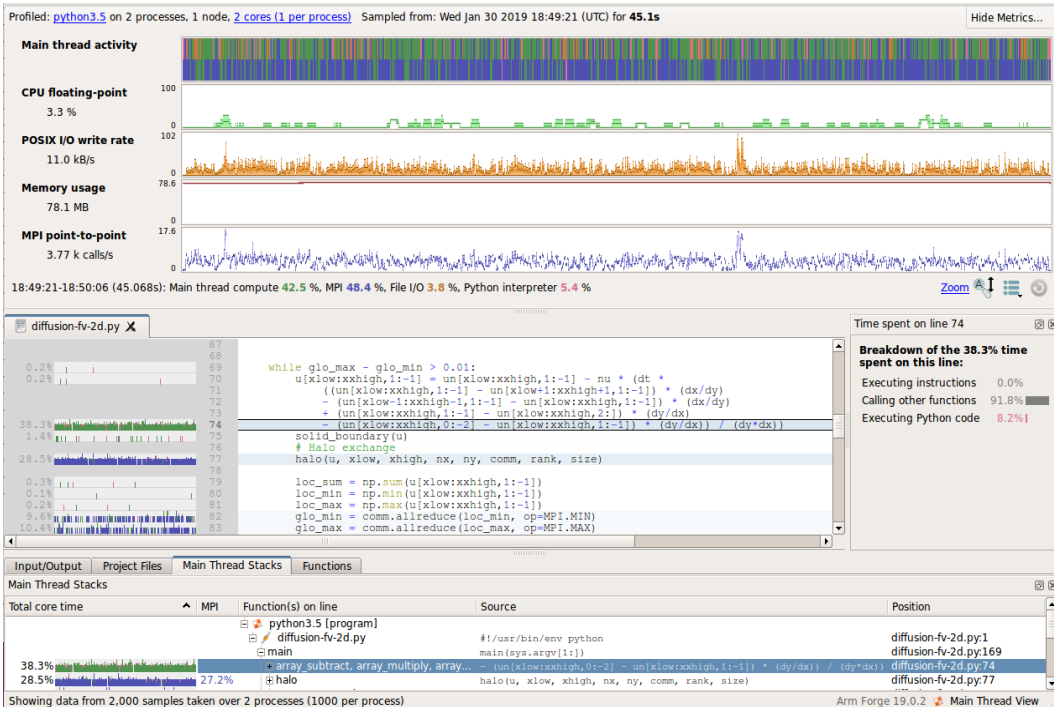 Profiled: python3.5 on 2 processes, 1 node, 2 cores (1 per process) Sampled from: Wed Jan 30 2019 18:49:21 (UTC) for 45.1s Hide Metrics...
Main thread activity
CPU floating-point 100
3.3 %
0
POSIX I/O write rate 102
11.0 kB/s
0
Memory usage 78.6
78.1 MB
0
MPI point-to-point 17.6
3.77 k calls/s
0
18:49:21-18:50:06 (45.068s): Main thread compute 42.5 %, MPI 48.4 %, File I/O 3.8 %, Python interpreter 5.4 % Zoom
diffusion-fv-2d.py
67
68
0.2% 69 while glo_max - glo_min > 0.01:
0.2% 70 u[xlow:xxhigh,1:-1] = un[xlow:xxhigh,1:-1] - nu * (dt *
71 ((un[xlow:xxhigh,1:-1] - un[xlow+1:xxhigh+1,1:-1]) * (dx/dy)
72 - (un[xlow-1:xxhigh-1,1:-1] - un[xlow:xxhigh,1:-1]) * (dx/dy)
73 + (un[xlow:xxhigh,1:-1] - un[xlow:xxhigh,2:]) * (dy/dx)
38.3% 74 - (un[xlow:xxhigh,0:-2] - un[xlow:xxhigh,1:-1]) * (dy/dx)) / (dy*dx))
1.4% 75 solid_boundary(u)
76 # Halo exchange
28.5% 77 halo(u, xlow, xhigh, nx, ny, comm, rank, size)
78
0.3% 79 loc_sum = np.sum(u[xlow:xxhigh,1:-1])
0.1% 80 loc_min = np.min(u[xlow:xxhigh,1:-1])
0.2% 81 loc_max = np.max(u[xlow:xxhigh,1:-1])
9.6% 82 glo_min = comm.allreduce(loc_min, op=MPI.MIN)
10.4% 83 glo_max = comm.allreduce(loc_max, op=MPI.MAX)
Time spent on line 74
Breakdown of the 38.3% time
spent on this line:
Executing instructions 0.0%
Calling other functions 91.8%
Executing Python code 8.2%
Input/Output Project Files Main Thread Stacks Functions
Main Thread Stacks
Total core time MPI Function(s) on line Source Position
python3.5 [program]
diffusion-fv-2d.py #!/usr/bin/env python diffusion-fv-2d.py:1
main main(sys.argv[1:]) diffusion-fv-2d.py:169
38.3% array_subtract, array_multiply, array... - (un[xlow:xxhigh,0:-2] - un[xlow:xxhigh,1:-1]) * (dy/dx)) / (dy*dx)) diffusion-fv-2d.py:74
28.5% 27.2% halo halo(u, xlow, xhigh, nx, ny, comm, rank, size) diffusion-fv-2d.py:77
Showing data from 2,000 samples taken over 2 processes (1000 per process) Arm Forge 19.0.2 Main Thread View